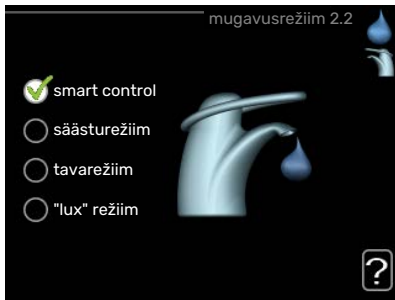 mugavusrežiim 2.2
smart control
säästurežiim
tavarežiim
"lux" režiim
?